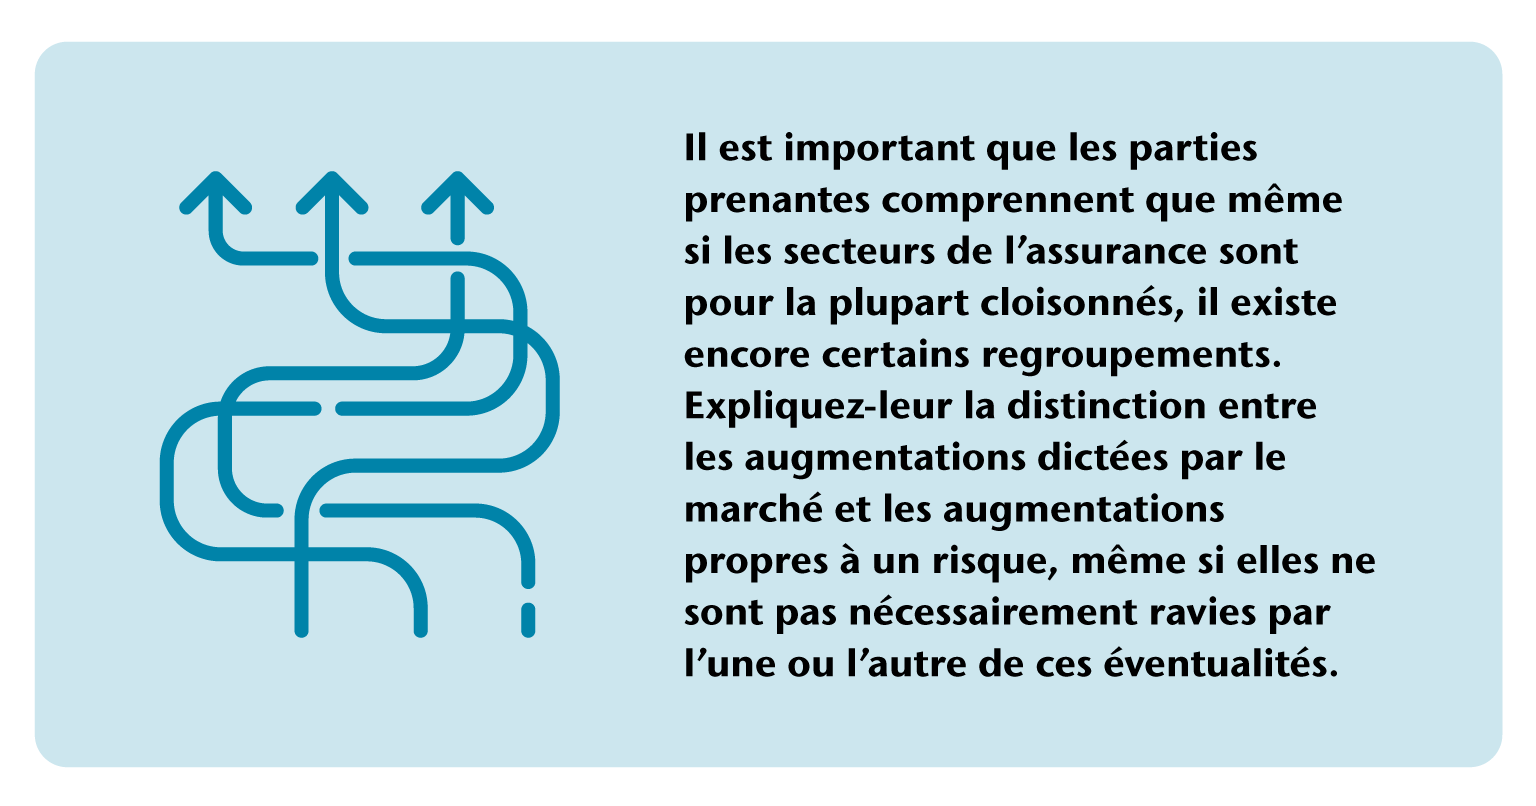 Il est important que les parties
prenantes comprennent que même
si les secteurs de l’assurance sont
pour la plupart cloisonnés, il existe
encore certains regroupements.
Expliquez-leur la distinction entre
les augmentations dictées par le
marché et les augmentations
propres à un risque, même si elles ne
sont pas nécessairement ravies par
l’une ou l’autre de ces éventualités.